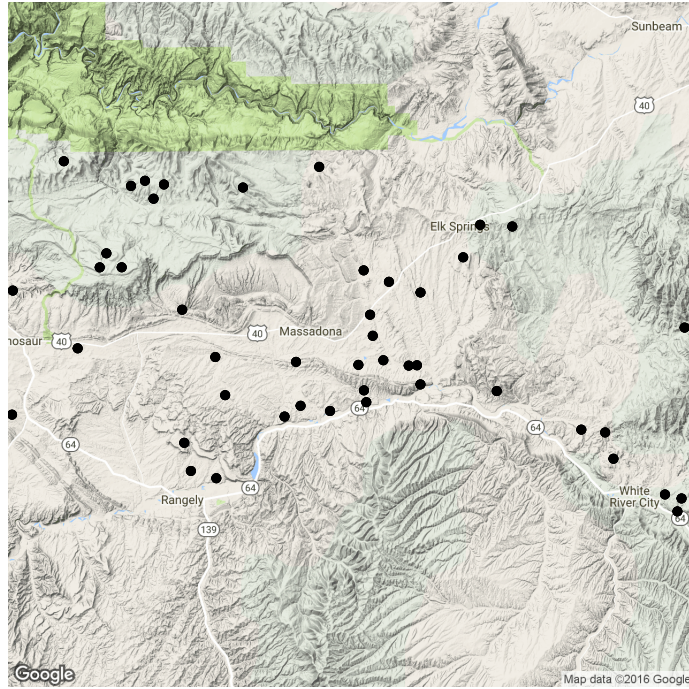 Sunbeam
40
Elk Springs
Massadona
40
nosaur
40
64
64
64
64
Rangely
White
River City
64
139
Google
Map data ©2016 Google